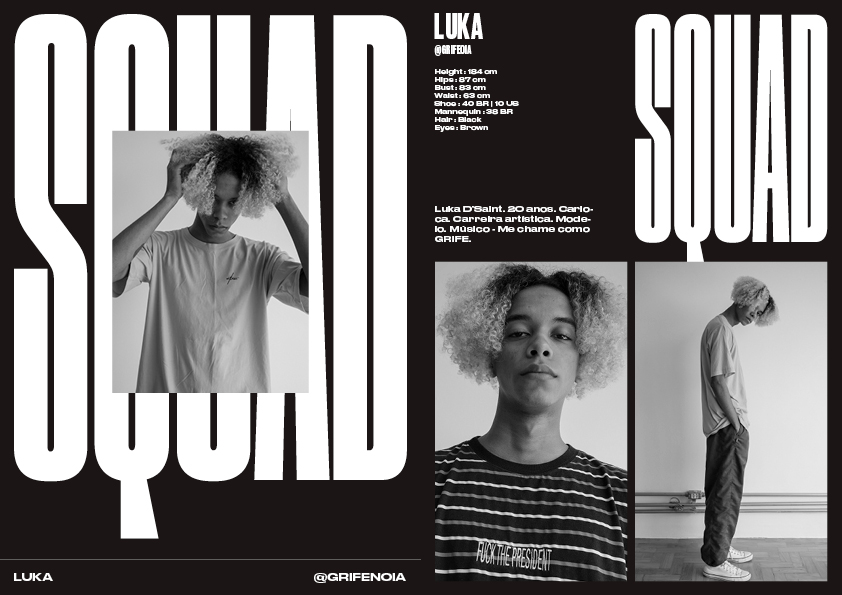 SQUAD
LUKA
@GRIFENOIA
LUKA
@GRIFEOIA
Height: 184 cm
Hips: 87 cm
Bust: 83 cm
Waist: 63 cm
Shoe: 40 BR | 10 US
Mannequin: 38 BR
Hair: Black
Eyes: Brown
Luka D'Saint. 20 anos. Cario-
ca. Carreira artística. Mode-
lo. Músico - Me chame como
GRIFE.
SQUAD
FUCK THE PRESIDENT